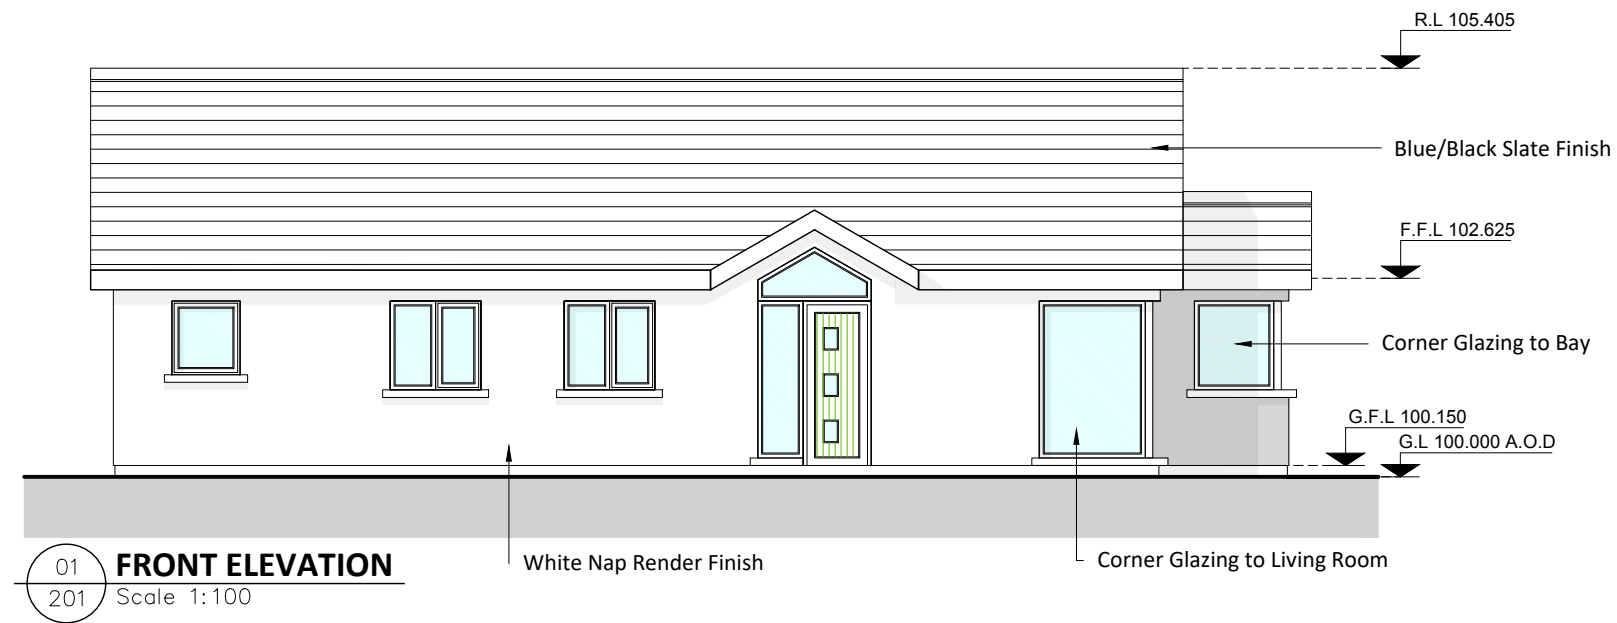 R.L 105.405
Blue/Black Slate Finish
F.F.L 102.625
Corner Glazing to Bay
G.F.L 100.150
G.L 100.000 A.O.D
White Nap Render Finish
Corner Glazing to Living Room
01
201
FRONT ELEVATION
Scale 1:100